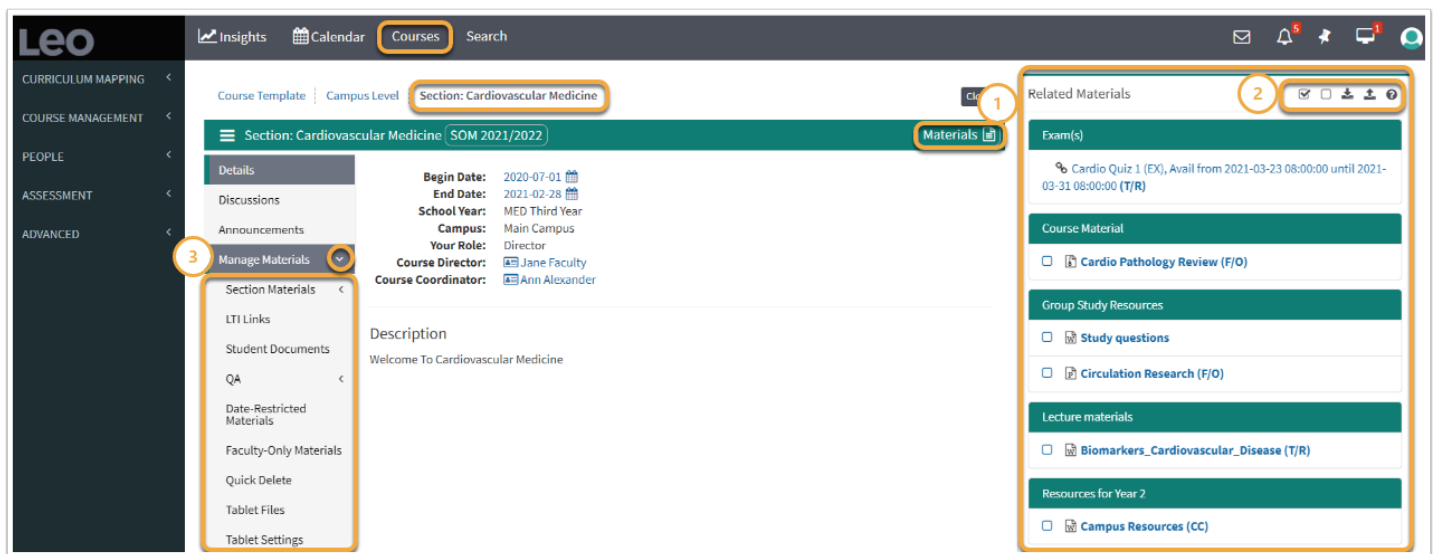 Leo
Insights
Calendar
Courses
Search
5
1
CURRICULUM MAPPING
COURSE MANAGEMENT
PEOPLE
ASSESSMENT
ADVANCED
Course Template
Campus Level
Section: Cardiovascular Medicine
1
Section: Cardiovascular Medicine SOM 2021/2022
Materials
Details
Discussions
Announcements
3
Manage Materials
Section Materials
LTI Links
Student Documents
QA
Date-Restricted
Materials
Faculty-Only Materials
Quick Delete
Tablet Files
Tablet Settings
Begin Date: 2020-07-01
End Date: 2021-02-28
School Year: MED Third Year
Campus: Main Campus
Your Role: Director
Course Director: Jane Faculty
Course Coordinator: Ann Alexander
Description
Welcome To Cardiovascular Medicine
Related Materials
2
Exam(s)
Cardio Quiz 1 (EX), Avail from 2021-03-23 08:00:00 until 2021-
03-31 08:00:00 (T/R)
Course Material
Cardio Pathology Review (F/O)
Group Study Resources
Study questions
Circulation Research (F/O)
Lecture materials
Biomarkers_Cardiovascular_Disease (T/R)
Resources for Year 2
Campus Resources (CC)